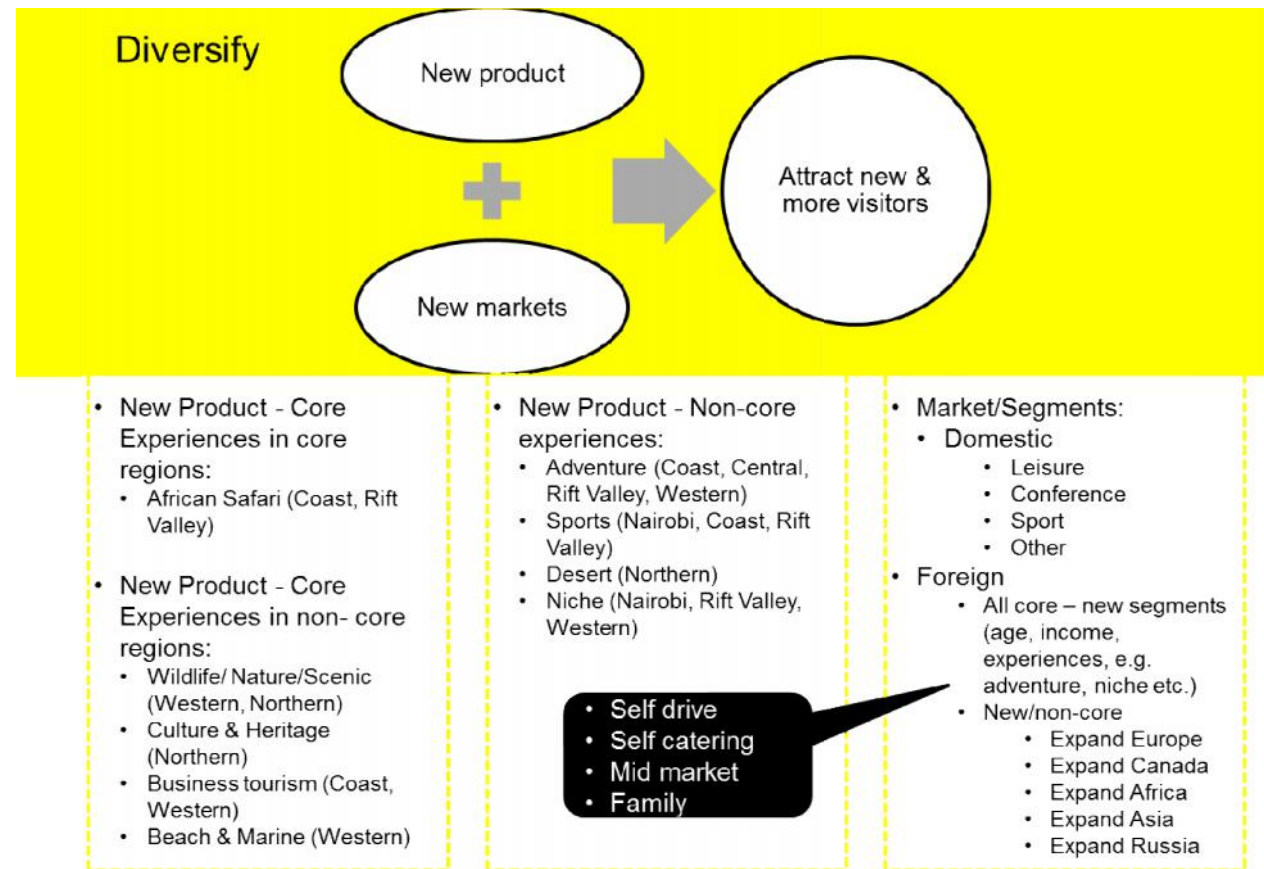 Diversify
New product
New markets
Attract new &
more visitors
• New Product - Core
Experiences in core
regions:
• African Safari (Coast, Rift
Valley)
• New Product - Core
Experiences in non- core
regions:
• Wildlife/ Nature/Scenic
(Western, Northern)
• Culture & Heritage
(Northern)
• Business tourism (Coast,
Western)
• Beach & Marine (Western)
• New Product - Non-core
experiences:
• Adventure (Coast, Central,
Rift Valley, Western)
• Sports (Nairobi, Coast, Rift
Valley)
• Desert (Northern)
• Niche (Nairobi, Rift Valley,
Western)
• Self drive
• Self catering
• Mid market
• Family
• Market/Segments:
• Domestic
• Leisure
• Conference
• Sport
• Other
• Foreign
• All core – new segments
(age, income,
experiences, e.g.
adventure, niche etc.)
• New/non-core
• Expand Europe
• Expand Canada
• Expand Africa
• Expand Asia
• Expand Russia